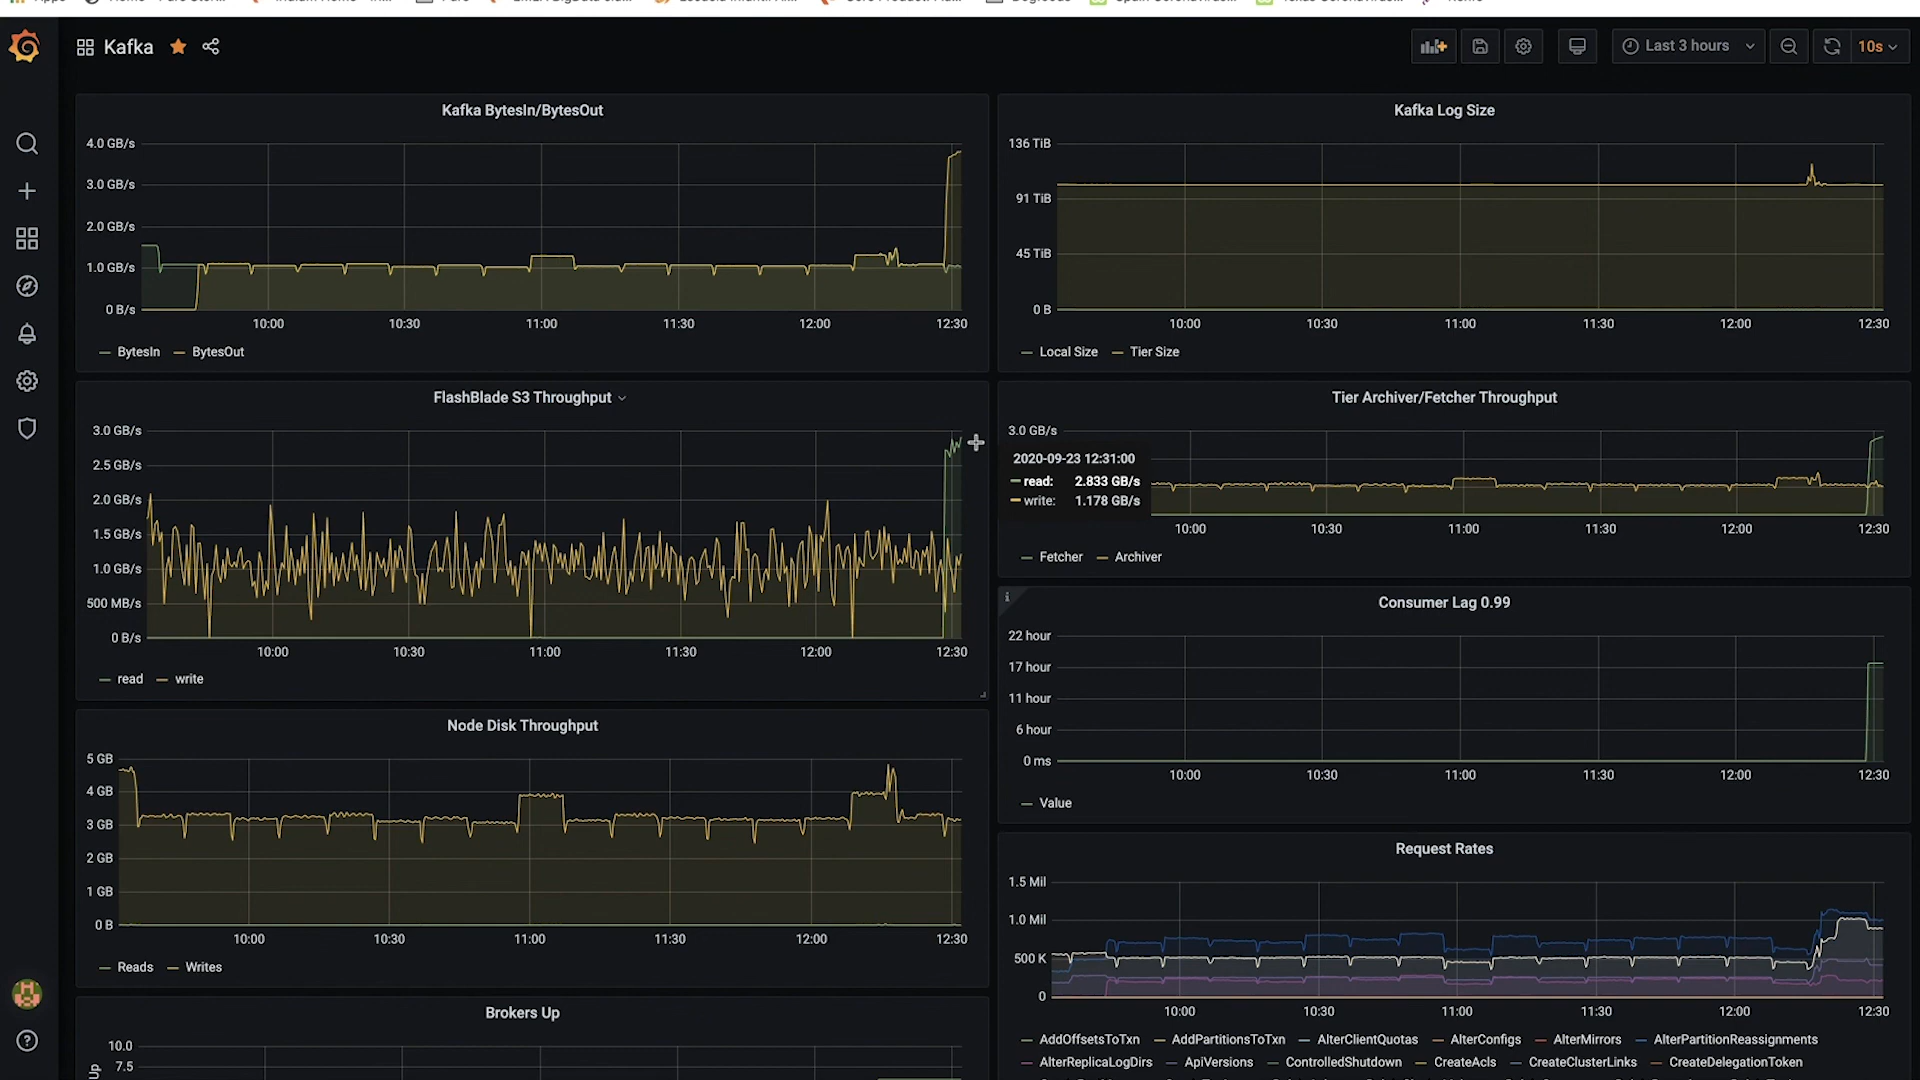 Kafka
Last 3 hours
10s
Kafka BytesIn/BytesOut
4.0 GB/s
3.0 GB/s
2.0 GB/s
1.0 GB/s
0 B/s
10:00 10:30 11:00 11:30 12:00 12:30
BytesIn BytesOut
Kafka Log Size
136 TiB
91 TiB
45 TiB
0 B
10:00 10:30 11:00 11:30 12:00 12:30
Local Size Tier Size
FlashBlade S3 Throughput
3.0 GB/s
2.5 GB/s
2.0 GB/s
1.5 GB/s
1.0 GB/s
500 MB/s
0 B/s
10:00 10:30 11:00 11:30 12:00 12:30
read write
Tier Archiver/Fetcher Throughput
3.0 GB/s
2020-09-23 12:31:00
read: 2.833 GB/s
write: 1.178 GB/s
10:00 10:30 11:00 11:30 12:00 12:30
Fetcher Archiver
i
Consumer Lag 0.99
22 hour
17 hour
11 hour
6 hour
0 ms
10:00 10:30 11:00 11:30 12:00 12:30
Value
Node Disk Throughput
5 GB
4 GB
3 GB
2 GB
1 GB
0 B
10:00 10:30 11:00 11:30 12:00 12:30
Reads Writes
Request Rates
1.5 Mil
1.0 Mil
500 K
0
10:00 10:30 11:00 11:30 12:00 12:30
AddOffsetsToTxn AddPartitionsToTxn AlterClientQuotas AlterConfigs AlterMirrors AlterPartitionReassignments
AlterReplicaLogDirs ApiVersions ControlledShutdown CreateAcls CreateClusterLinks CreateDelegationToken
Brokers Up
10.0
7.5
Up